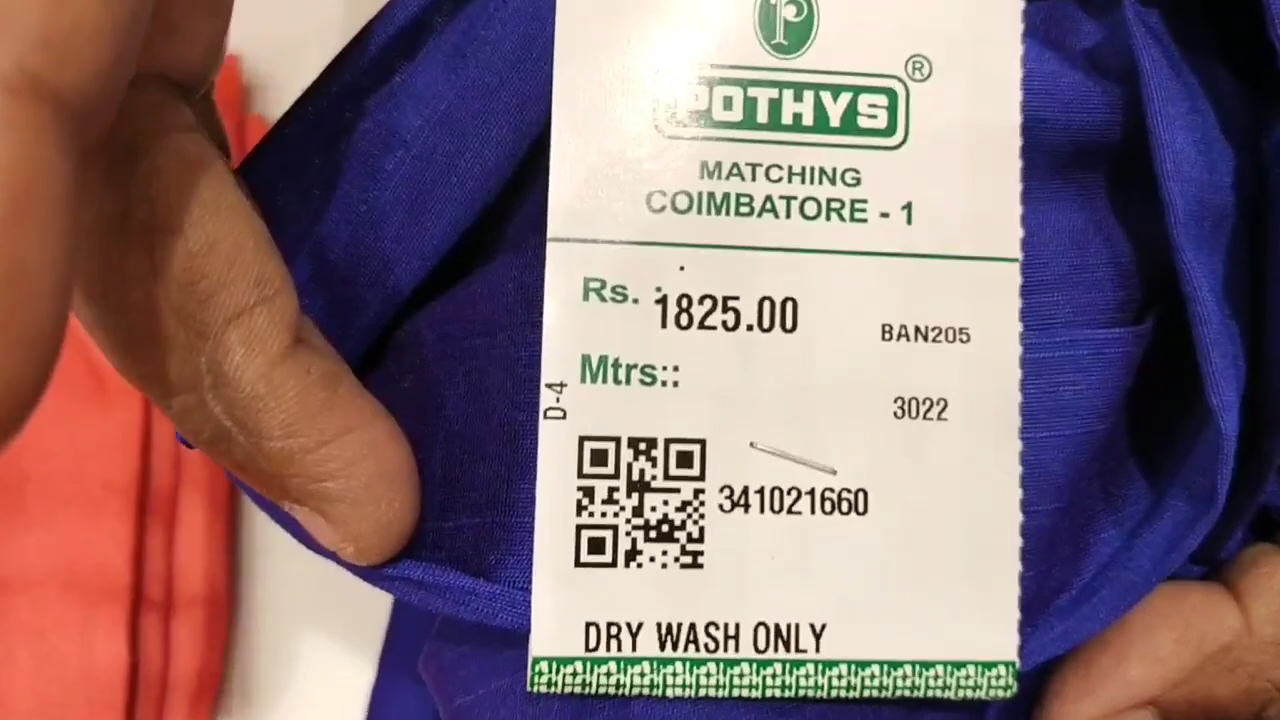 P
POTHYS ®
MATCHING
COIMBATORE - 1
Rs. : 1825.00
BAN205
Mtrs::
D-4
3022
341021660
DRY WASH ONLY